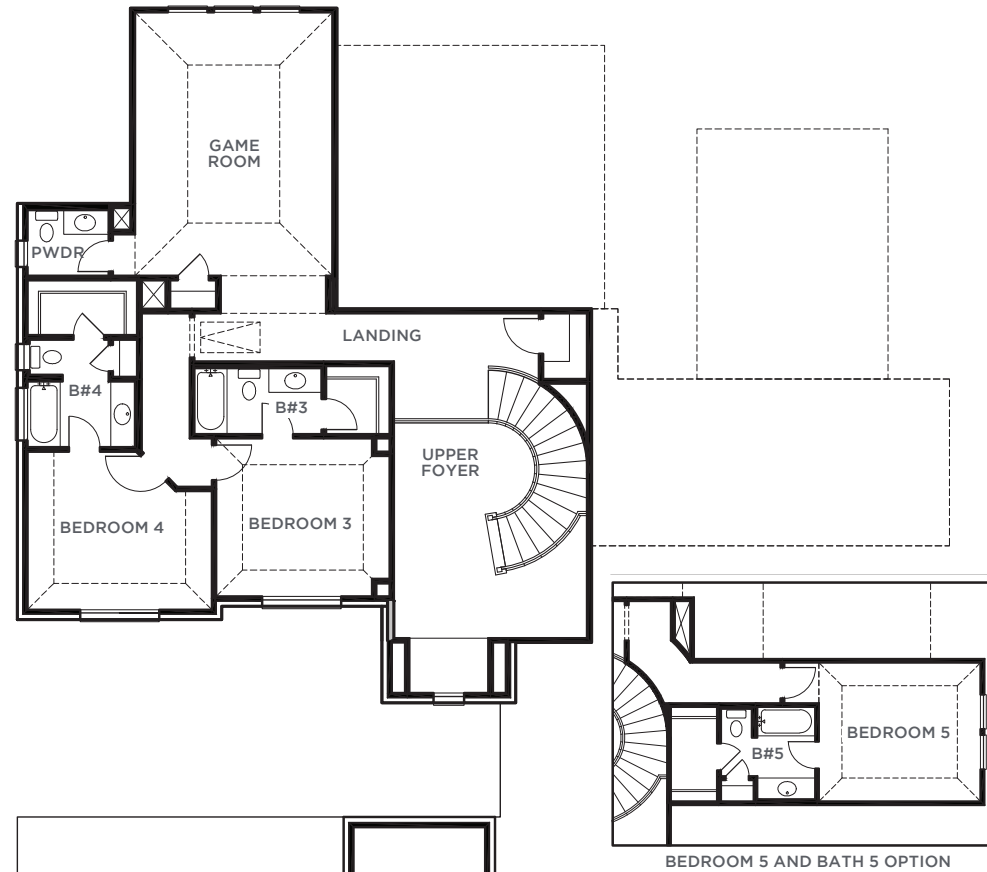 GAME
ROOM
PWDR
LANDING
B#4
B#3
UPPER
FOYER
BEDROOM 4
BEDROOM 3
BEDROOM 5
B#5
BEDROOM 5 AND BATH 5 OPTION